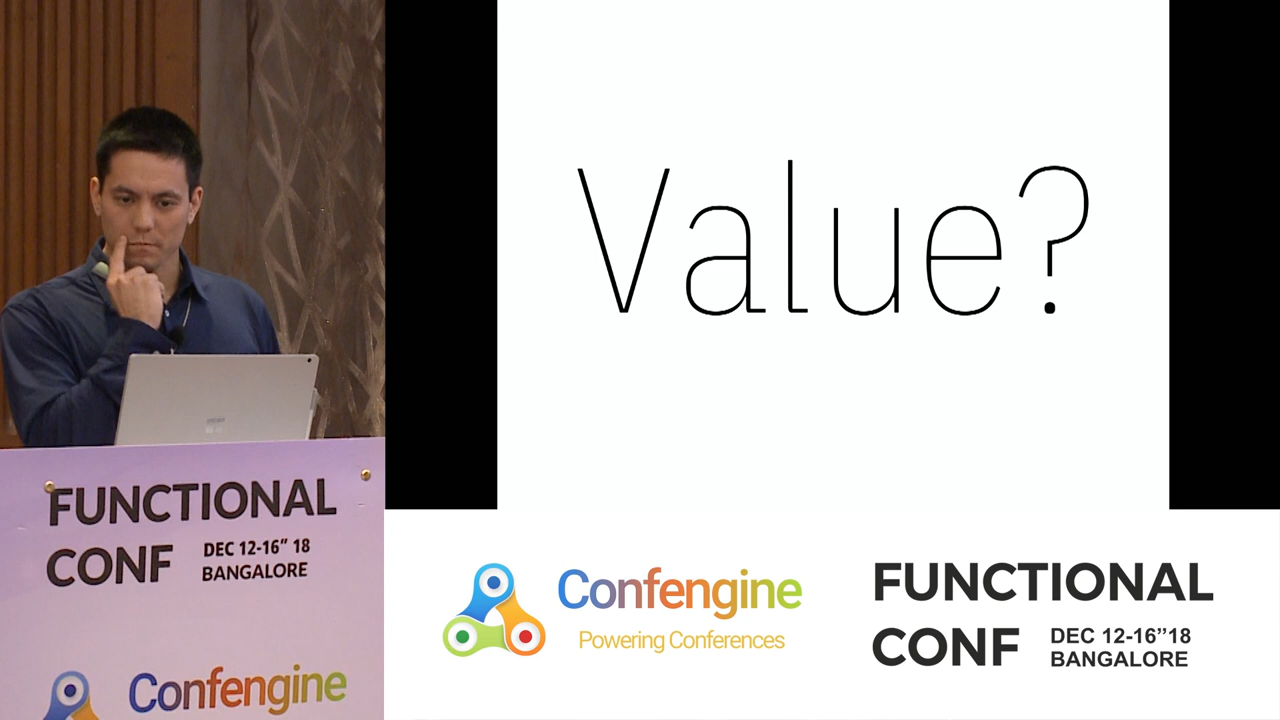 Value?
FUNCTIONAL
CONF
DEC 12-16" 18
BANGALORE
Confengine
Confengine
Powering Conferences
FUNCTIONAL
CONF
DEC 12-16”18
BANGALORE